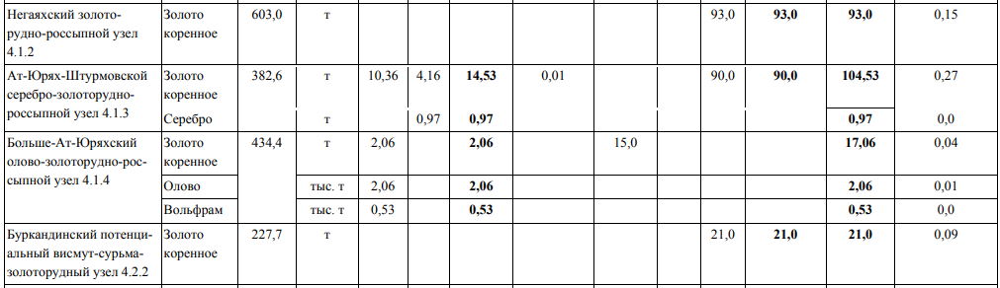 Негаяхский золото- Золото 603,0 т 93,0 93,0 93,0 0,15
рудно-россыпной узел коренное
4.1.2
Ат-Юрях-Штурмовской Золото 382,6 т 10,36 4,16 14,53 0,01 90,0 90,0 104,53 0,27
серебро-золоторудно- коренное
россыпной узел 4.1.3 Серебро т 0,97 0,97 0,97 0,0
Больше-Ат-Юряхский Золото 434,4 т 2,06 2,06 15,0 17,06 0,04
олово-золоторудно-рос- коренное
сыпной узел 4.1.4 Олово тыс. т 2,06 2,06 2,06 0,01
Вольфрам тыс. т 0,53 0,53 0,53 0,0
Буркандинский потенци- Золото 227,7 т 21,0 21,0 21,0 0,09
альный висмут-сурьма- коренное
золоторудный узел 4.2.2